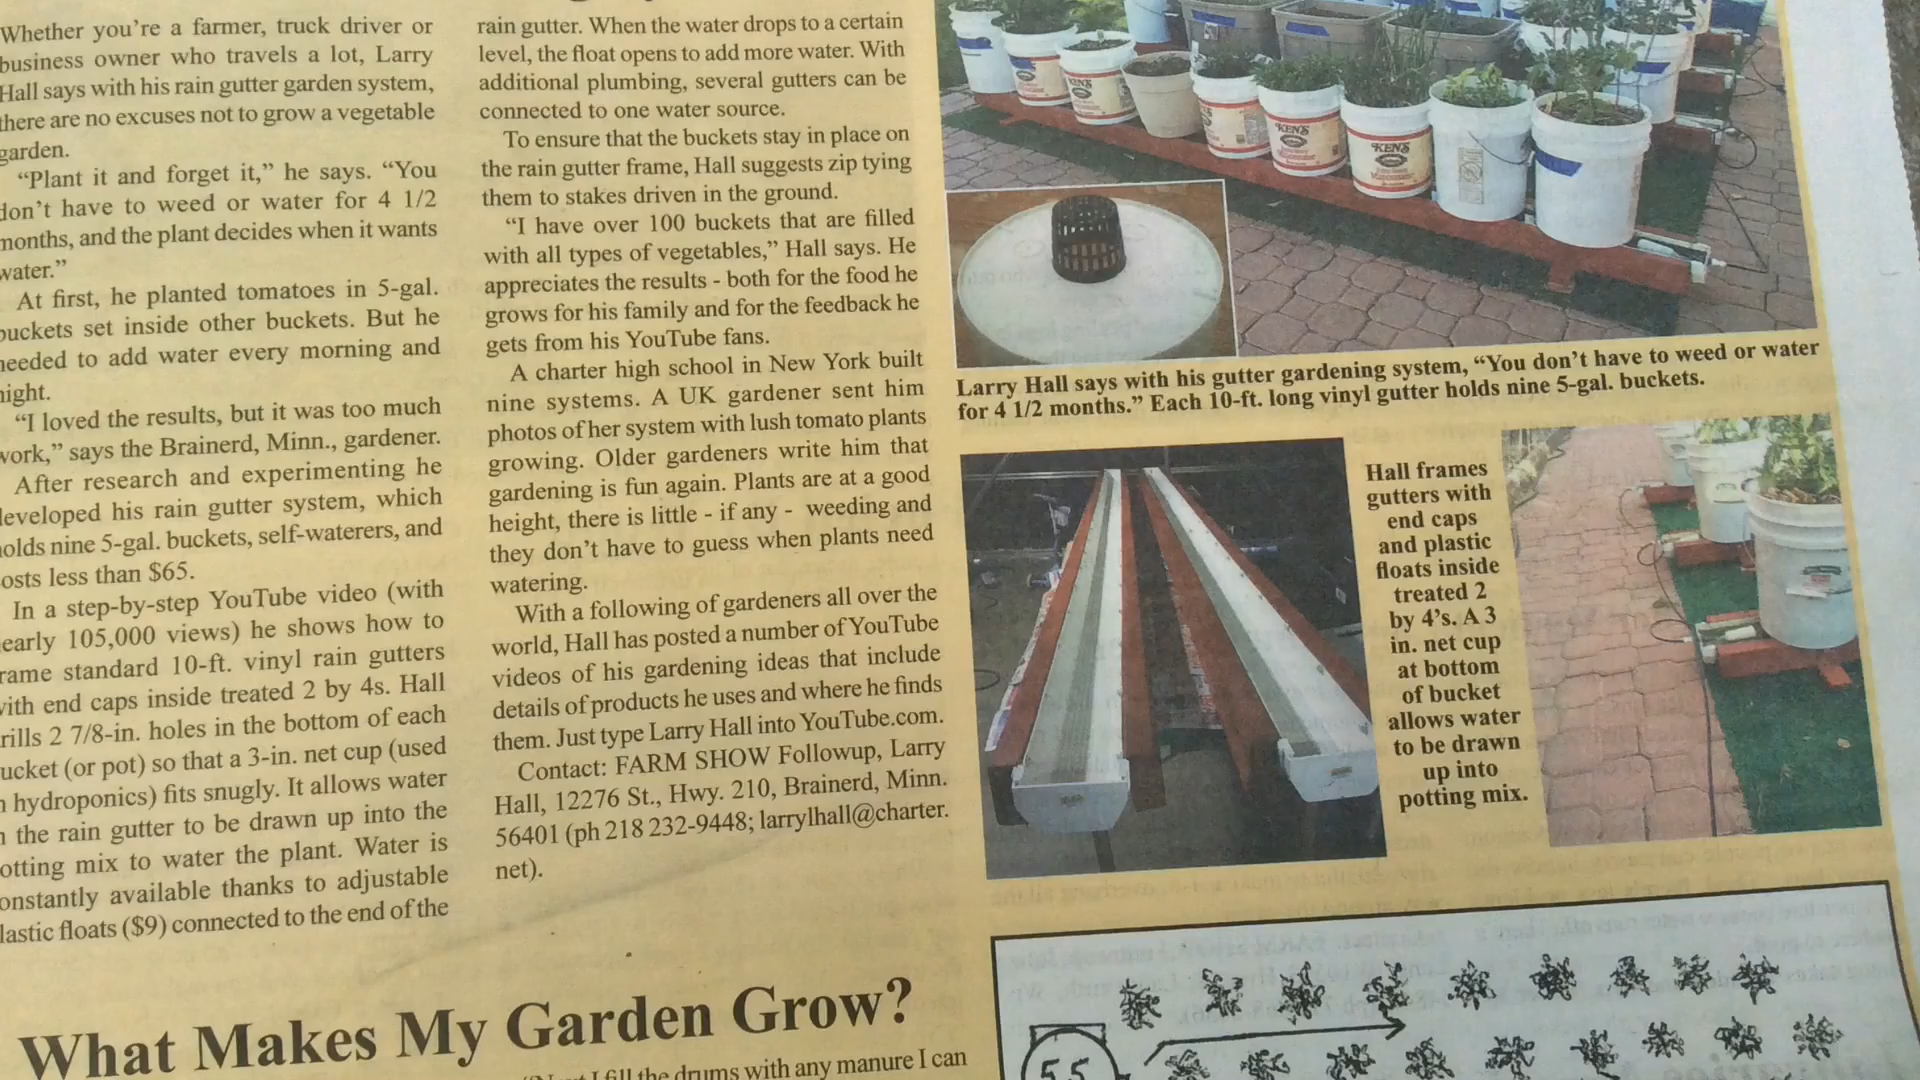 Whether you're a farmer, truck driver or
business owner who travels a lot, Larry
Hall says with his rain gutter garden system,
there are no excuses not to grow a vegetable
garden.
"Plant it and forget it," he says. "You
don't have to weed or water for 4 1/2
months, and the plant decides when it wants
water."
At first, he planted tomatoes in 5-gal.
buckets set inside other buckets. But he
needed to add water every morning and
night.
"I loved the results, but it was too much
work," says the Brainerd, Minn., gardener.
After research and experimenting he
developed his rain gutter system, which
holds nine 5-gal. buckets, self-waterers, and
costs less than $65.
In a step-by-step YouTube video (with
early 105,000 views) he shows how to
rame standard 10-ft. vinyl rain gutters
with end caps inside treated 2 by 4s. Hall
rills 2 7/8-in. holes in the bottom of each
ucket (or pot) so that a 3-in. net cup (used
n hydroponics) fits snugly. It allows water
n the rain gutter to be drawn up into the
otting mix to water the plant. Water is
onstantly available thanks to adjustable
lastic floats ($9) connected to the end of the
rain gutter. When the water drops to a certain
level, the float opens to add more water. With
additional plumbing, several gutters can be
connected to one water source.
To ensure that the buckets stay in place on
the rain gutter frame, Hall suggests zip tying
them to stakes driven in the ground.
"I have over 100 buckets that are filled
with all types of vegetables," Hall says. He
appreciates the results - both for the food he
grows for his family and for the feedback he
gets from his YouTube fans.
A charter high school in New York built
nine systems. A UK gardener sent him
photos of her system with lush tomato plants
growing. Older gardeners write him that
gardening is fun again. Plants are at a good
height, there is little - if any - weeding and
they don't have to guess when plants need
watering.
With a following of gardeners all over the
world, Hall has posted a number of YouTube
videos of his gardening ideas that include
details of products he uses and where he finds
them. Just type Larry Hall into YouTube.com.
Contact: FARM SHOW Followup, Larry
Hall, 12276 St., Hwy. 210, Brainerd, Minn.
56401 (ph 218 232-9448; larrylhall@charter.
net).
KEN'S
KEN'S
Larry Hall says with his gutter gardening system, "You don't have to weed or water
for 4 1/2 months." Each 10-ft. long vinyl gutter holds nine 5-gal. buckets.
Hall frames
gutters with
end caps
and plastic
floats inside
treated 2
by 4's. A 3
in. net cup
at bottom
of bucket
allows water
to be drawn
up into
potting mix.
What Makes My Garden Grow?
I fill the drums with any manure I can
55